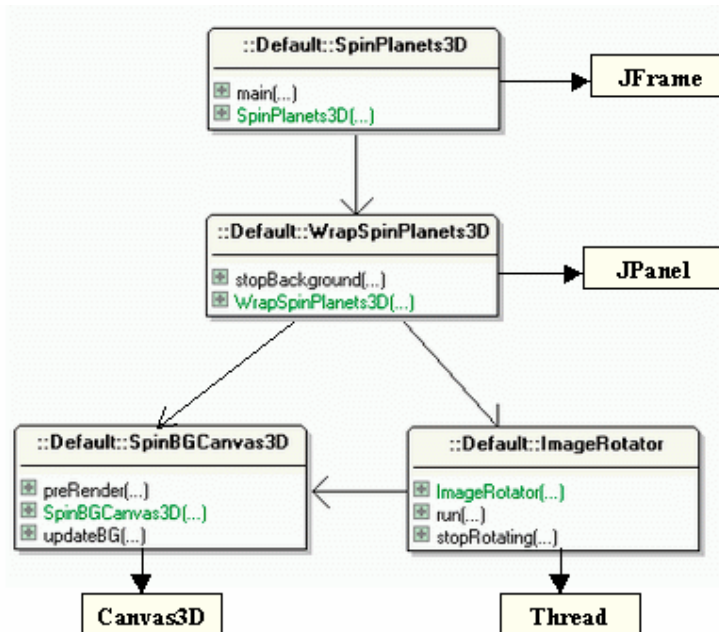 ::Default::SpinPlanets3D
main(...)
SpinPlanets3D(...)
JFrame
::Default::WrapSpinPlanets3D
stopBackground(...)
WrapSpinPlanets3D(...)
JPanel
::Default::SpinBGCanvas3D
preRender(...)
SpinBGCanvas3D(...)
updateBG(...)
::Default::ImageRotator
ImageRotator(...)
run(...)
stopRotating(...)
Canvas3D
Thread